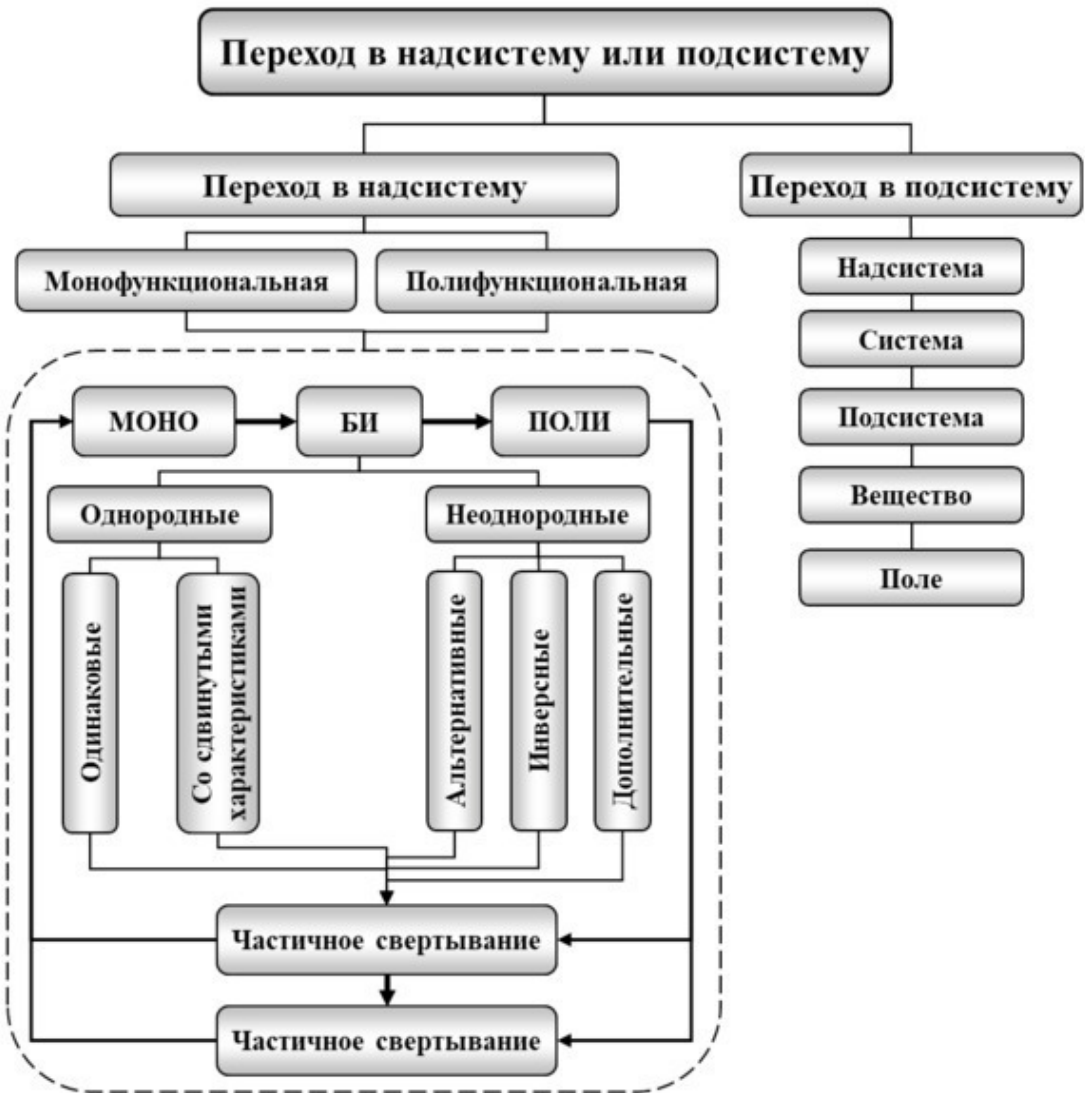 Переход в надсистему или подсистему
Переход в надсистему
Переход в подсистему
Монофункциональная
Полифункциональная
Надсистема
Система
Подсистема
Вещество
Поле
МОНО
БИ
ПОЛИ
Однородные
Неоднородные
Одинаковые
Со сдвинутыми
характеристиками
Альтернативные
Инверсные
Дополнительные
Частичное свертывание
Частичное свертывание